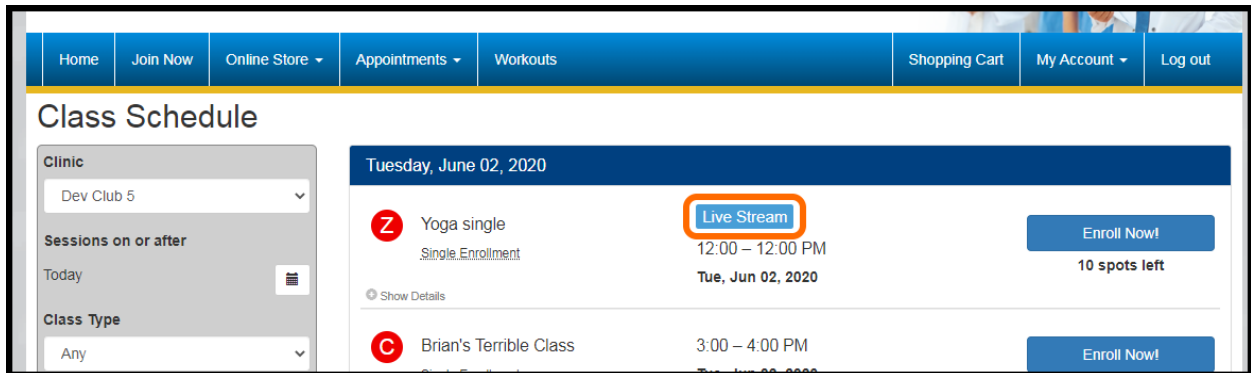 Home Join Now Online Store Appointments Workouts Shopping Cart My Account Log out
Class Schedule
Clinic
Dev Club 5
Sessions on or after
Today
Class Type
Any
Tuesday, June 02, 2020
Z
Yoga single
Single Enrollment
Show Details
Live Stream
12:00 – 12:00 PM
Tue, Jun 02, 2020
Enroll Now!
10 spots left
C
Brian's Terrible Class
3:00 – 4:00 PM
Enroll Now!